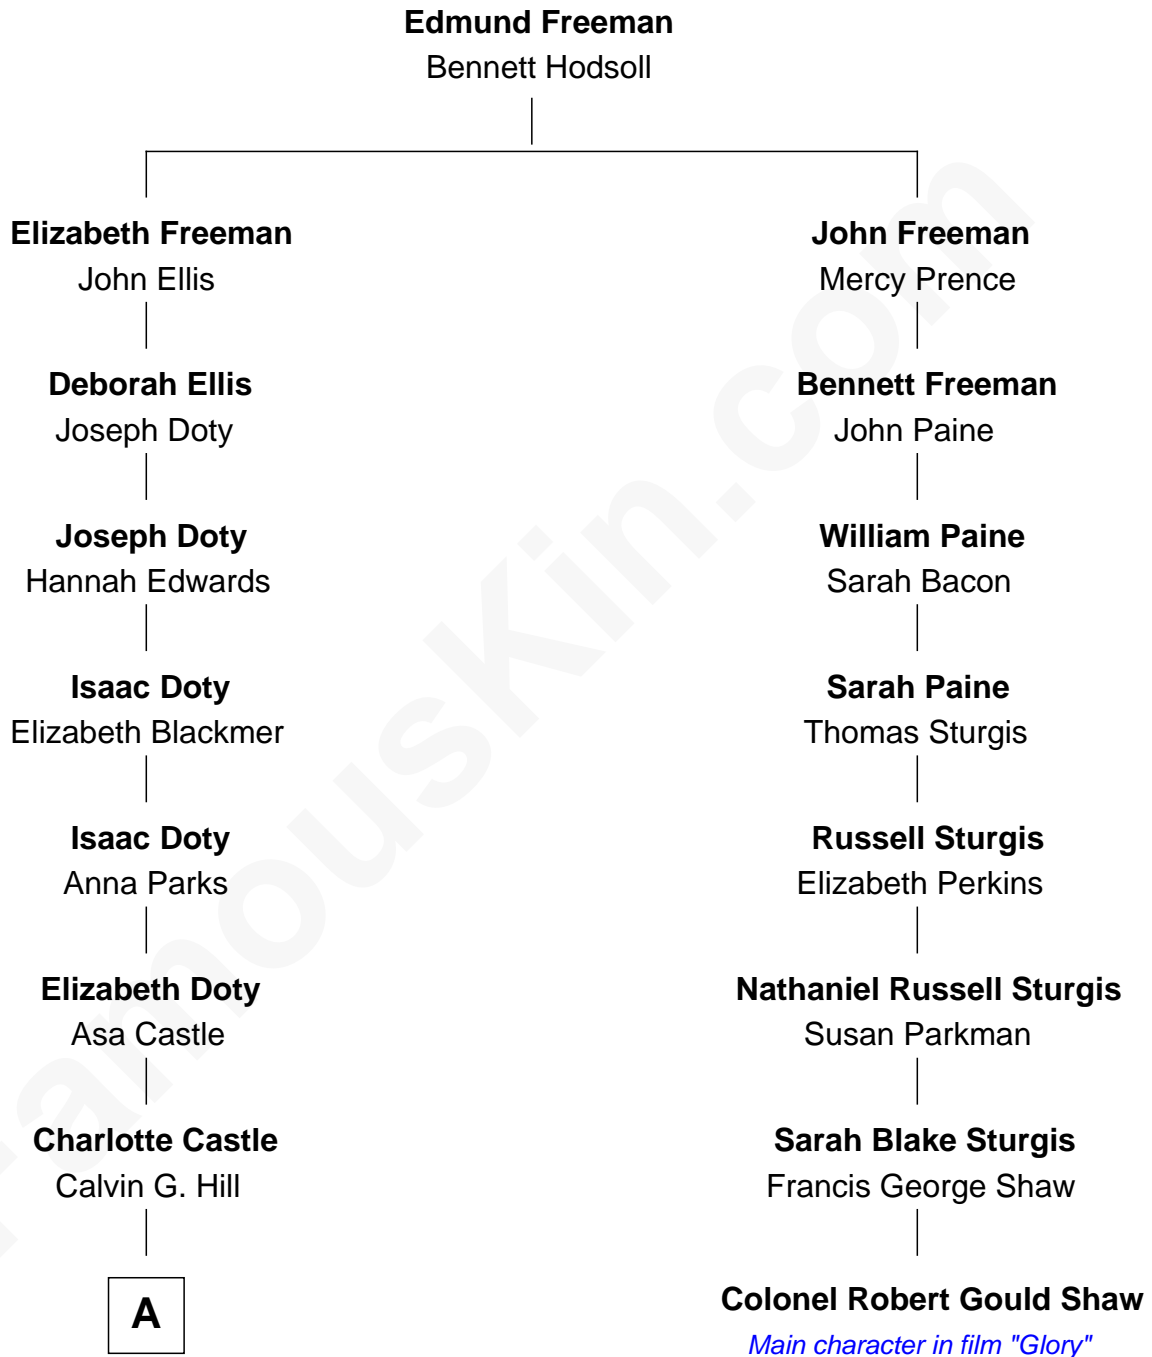 Edmund Freeman
Bennett Hodsoll
Elizabeth Freeman
John Ellis
John Freeman
Mercy Prence
Deborah Ellis
Joseph Doty
Bennett Freeman
John Paine
Joseph Doty
Hannah Edwards
William Paine
Sarah Bacon
Isaac Doty
Elizabeth Blackmer
Sarah Paine
Thomas Sturgis
Isaac Doty
Anna Parks
Russell Sturgis
Elizabeth Perkins
Elizabeth Doty
Asa Castle
Nathaniel Russell Sturgis
Susan Parkman
Charlotte Castle
Calvin G. Hill
Sarah Blake Sturgis
Francis George Shaw
A
Colonel Robert Gould Shaw
Main character in film "Glory"
FamousKin.com